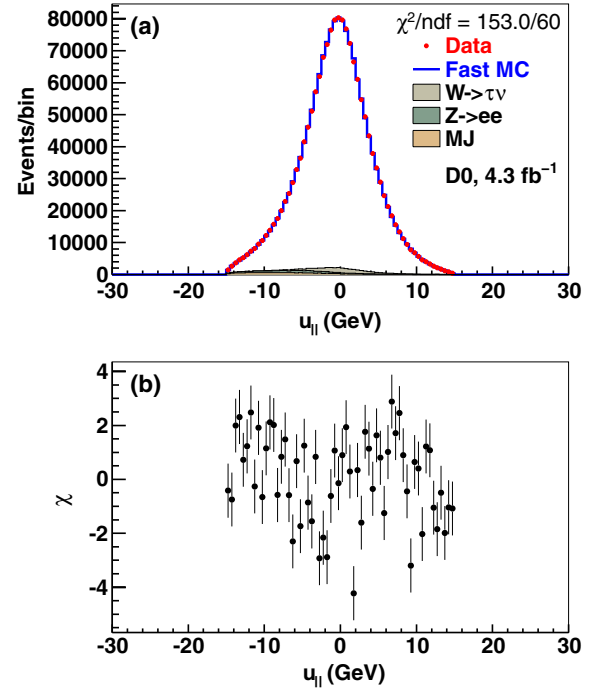 (a)
χ²/ndf = 153.0/60
Data
Fast MC
W->τν
Z->ee
MJ
D0, 4.3 fb⁻¹
Events/bin
80000
70000
60000
50000
40000
30000
20000
10000
0
-30 -20 -10 0 10 20 30
u|| (GeV)
(b)
χ
4
2
0
-2
-4
-30 -20 -10 0 10 20 30
u|| (GeV)